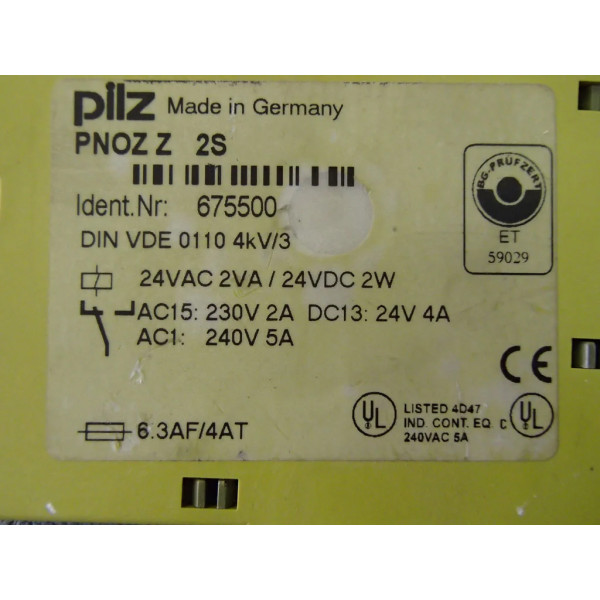 pilz Made in Germany
PNOZ Z 2S
Ident.Nr: 675500
DIN VDE 0110 4kV/3
24VAC 2VA / 24VDC 2W
AC15: 230V 2A DC13: 24V 4A
AC1: 240V 5A
6.3AF/4AT
BG-PRÜFZERT
ET
59029
CE
UL
LISTED 4D47
IND. CONT. EQ.
240VAC 5A
C UL